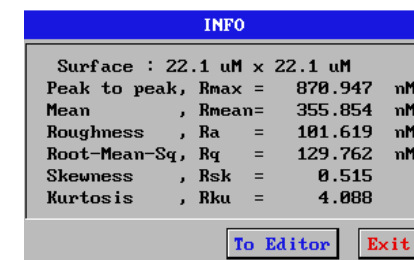 INFO
Surface : 22.1 uM x 22.1 uM
Peak to peak, Rmax = 870.947 nM
Mean , Rmean= 355.854 nM
Roughness , Ra = 101.619 nM
Root-Mean-Sq, Rq = 129.762 nM
Skewness , Rsk = 0.515
Kurtosis , Rku = 4.088
To Editor Exit